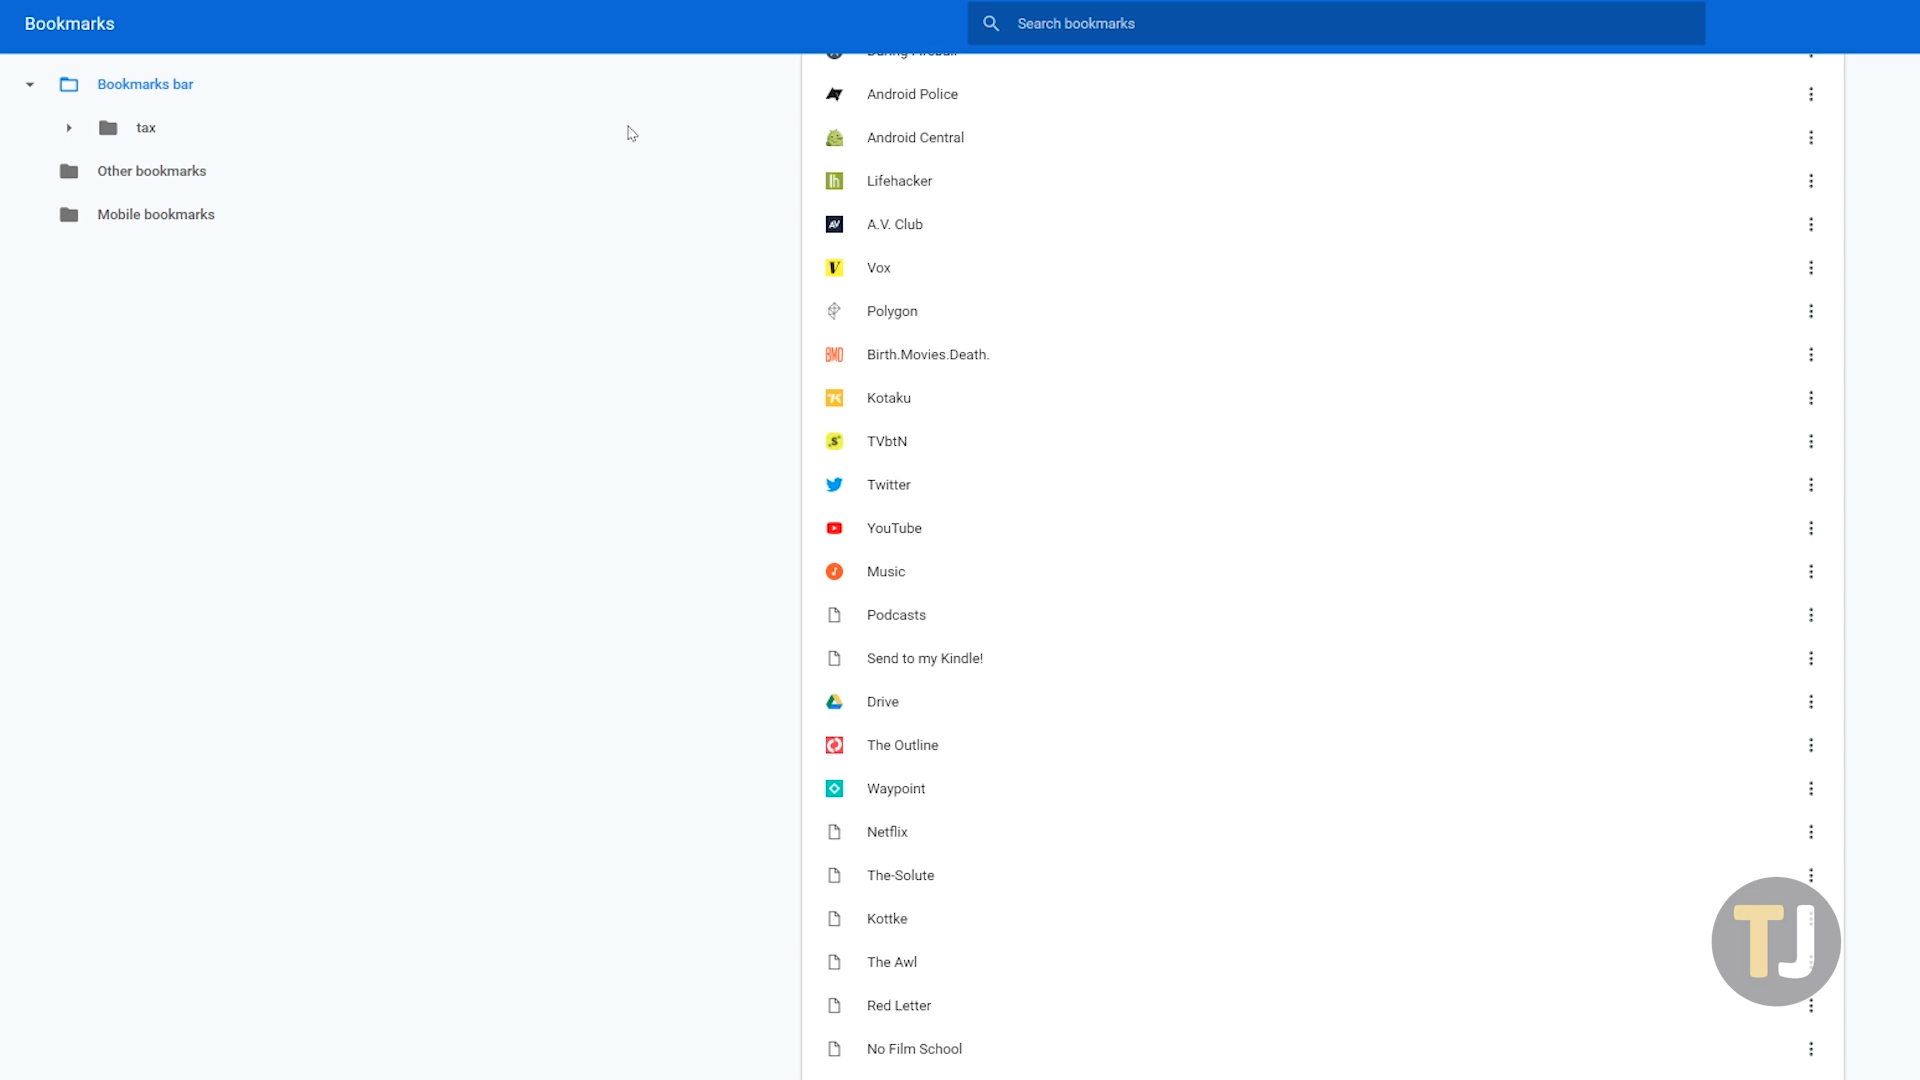 Bookmarks
Search bookmarks
Bookmarks bar
tax
Other bookmarks
Mobile bookmarks
Android Police
Android Central
Lifehacker
A.V. Club
Vox
Polygon
Birth.Movies.Death.
Kotaku
TVbtN
Twitter
YouTube
Music
Podcasts
Send to my Kindle!
Drive
The Outline
Waypoint
Netflix
The-Solute
Kottke
The Awl
Red Letter
No Film School
TJ